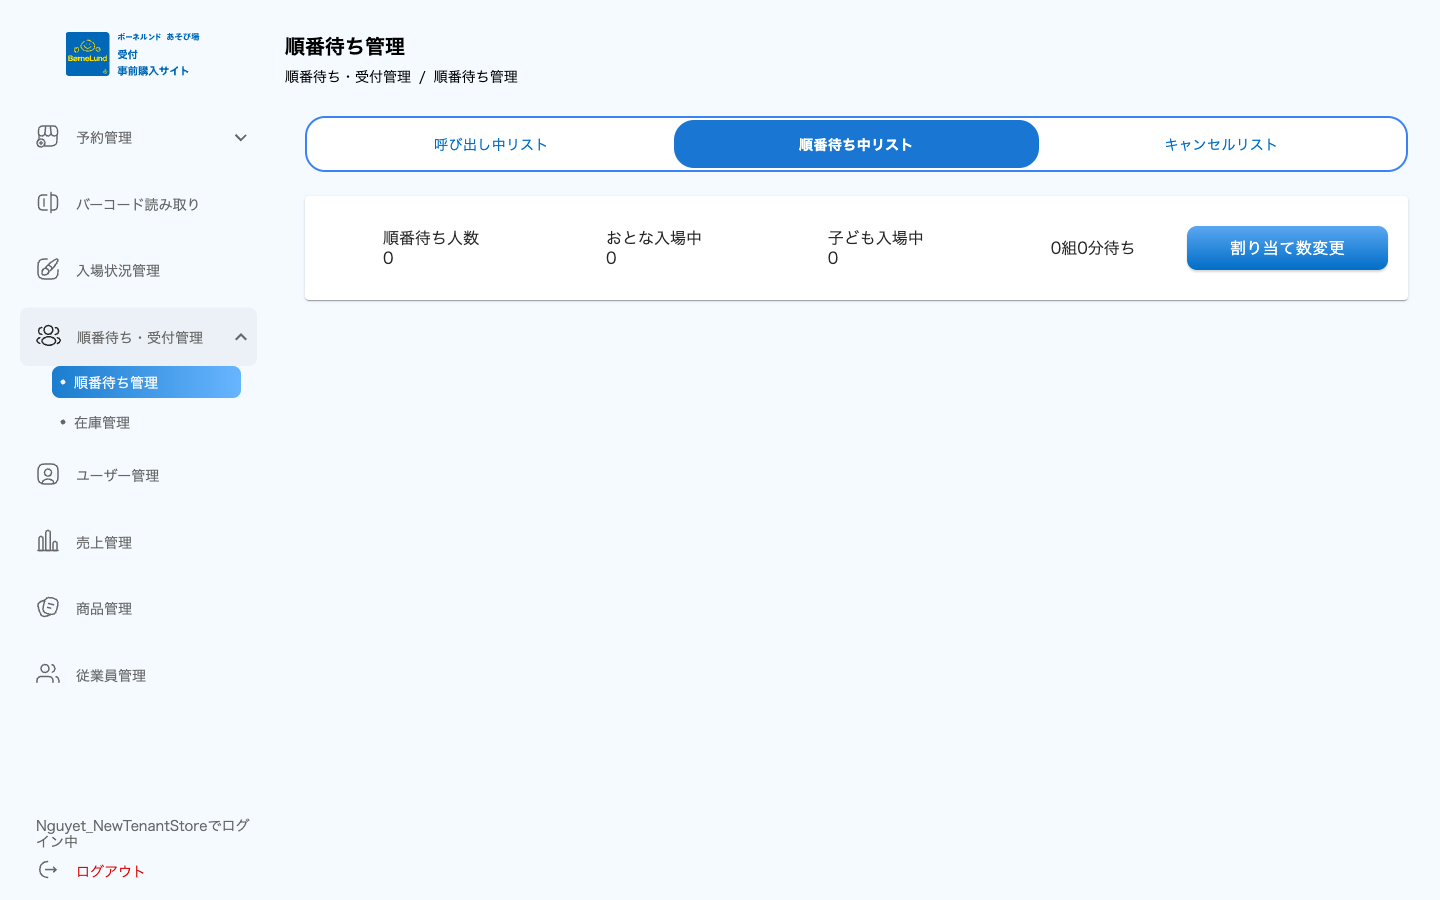 BørneLund
ボーネルンド あそび場
受付
事前購入サイト
予約管理
バーコード読み取り
入場状況管理
順番待ち・受付管理
• 順番待ち管理
• 在庫管理
ユーザー管理
売上管理
商品管理
従業員管理
Nguyet_NewTenantStoreでログ
イン中
ログアウト
順番待ち管理
順番待ち・受付管理 / 順番待ち管理
呼び出し中リスト
順番待ち中リスト
キャンセルリスト
順番待ち人数
0
おとな入場中
0
子ども入場中
0
0組0分待ち
割り当て数変更